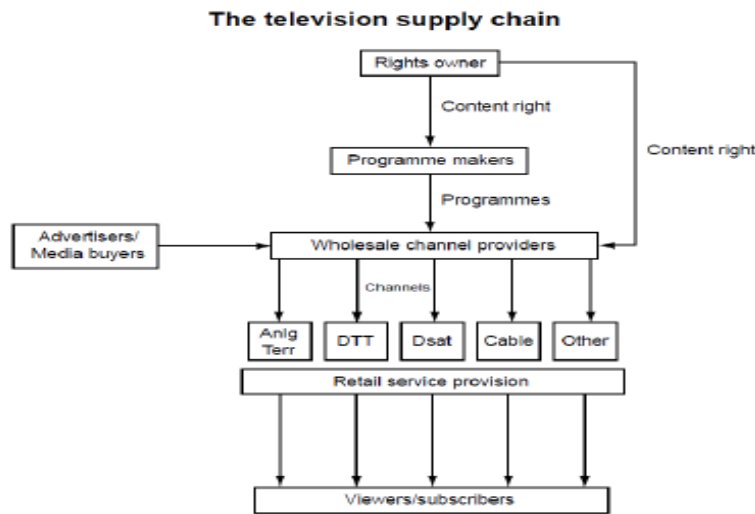 The television supply chain
Rights owner
Content right
Content right
Programme makers
Programmes
Advertisers/
Media buyers
Wholesale channel providers
Channels
Anlg
Terr
DTT
Dsat
Cable
Other
Retail service provision
Viewers/subscribers